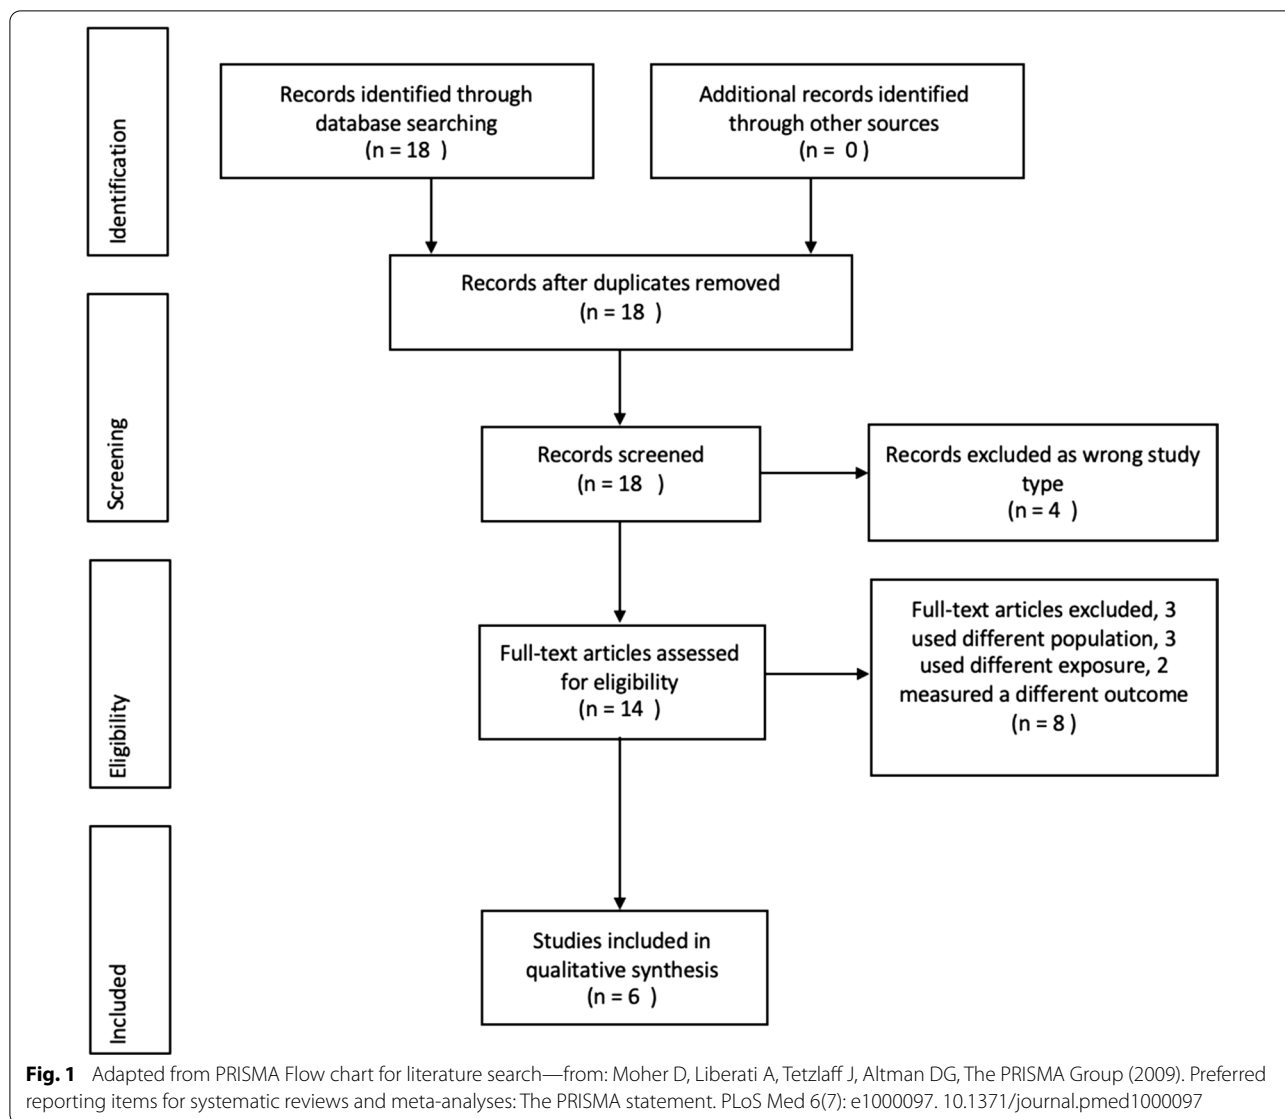 Identification
Records identified through
database searching
(n = 18 )
Additional records identified
through other sources
(n = 0 )
Records after duplicates removed
(n = 18 )
Screening
Records screened
(n = 18 )
Records excluded as wrong study
type
(n = 4 )
Eligibility
Full-text articles assessed
for eligibility
(n = 14 )
Full-text articles excluded, 3
used different population, 3
used different exposure, 2
measured a different outcome
(n = 8 )
Included
Studies included in
qualitative synthesis
(n = 6 )
Fig. 1 Adapted from PRISMA Flow chart for literature search—from: Moher D, Liberati A, Tetzlaff J, Altman DG, The PRISMA Group (2009). Preferred
reporting items for systematic reviews and meta-analyses: The PRISMA statement. PLoS Med 6(7): e1000097. 10.1371/journal.pmed1000097